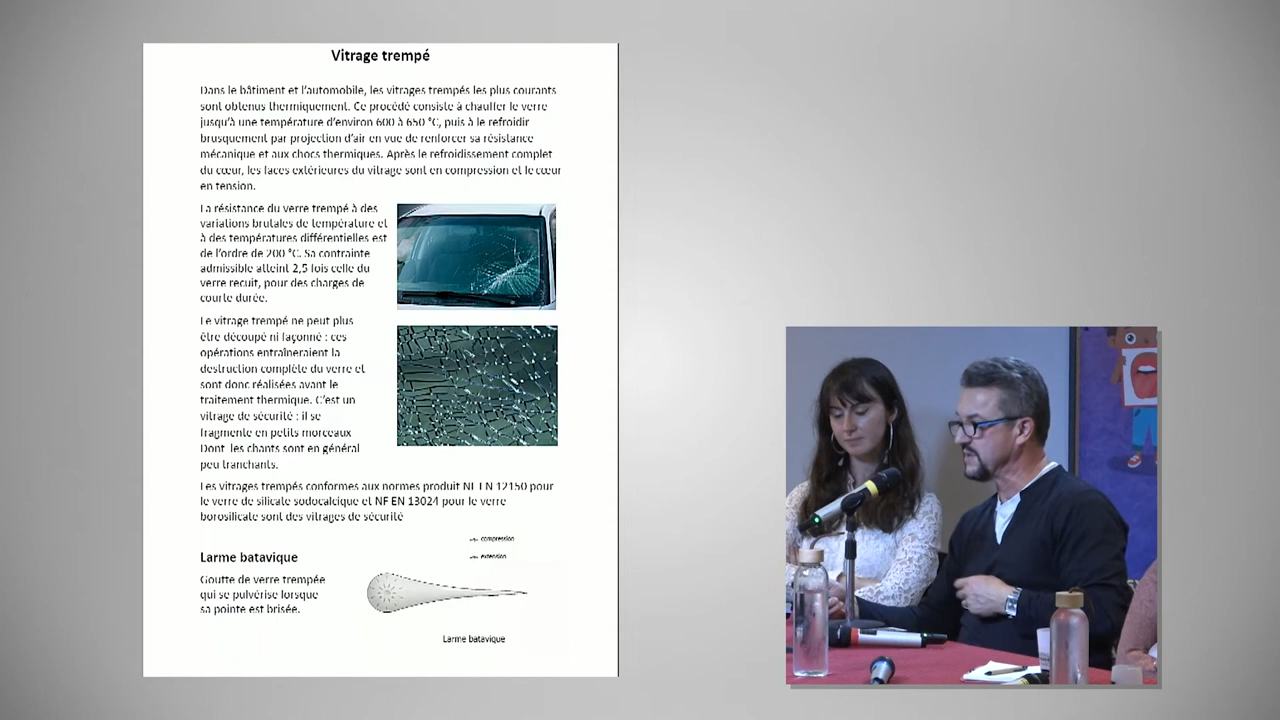 Vitrage trempé
Dans le bâtiment et l'automobile, les vitrages trempés les plus courants
sont obtenus thermiquement. Ce procédé consiste à chauffer le verre
jusqu'à une température d'environ 600 à 650 °C, puis à le refroidir
brusquement par projection d'air en vue de renforcer sa résistance
mécanique et aux chocs thermiques. Après le refroidissement complet
du cœur, les faces extérieures du vitrage sont en compression et le cœur
en tension.
La résistance du verre trempé à des
variations brutales de température et
à des températures différentielles est
de l'ordre de 200 °C. Sa contrainte
admissible atteint 2,5 fois celle du
verre recuit, pour des charges de
courte durée.
Le vitrage trempé ne peut plus
être découpé ni façonné : ces
opérations entraîneraient la
destruction complète du verre et
sont donc réalisées avant le
traitement thermique. C'est un
vitrage de sécurité : il se
fragmente en petits morceaux
Dont les chants sont en général
peu tranchants.
Les vitrages trempés conformes aux normes produit NF EN 12150 pour
le verre de silicate sodocalcique et NF EN 13024 pour le verre
borosilicate sont des vitrages de sécurité
compression
extension
Larme batavique
Goutte de verre trempée
qui se pulvérise lorsque
sa pointe est brisée.
Larme batavique